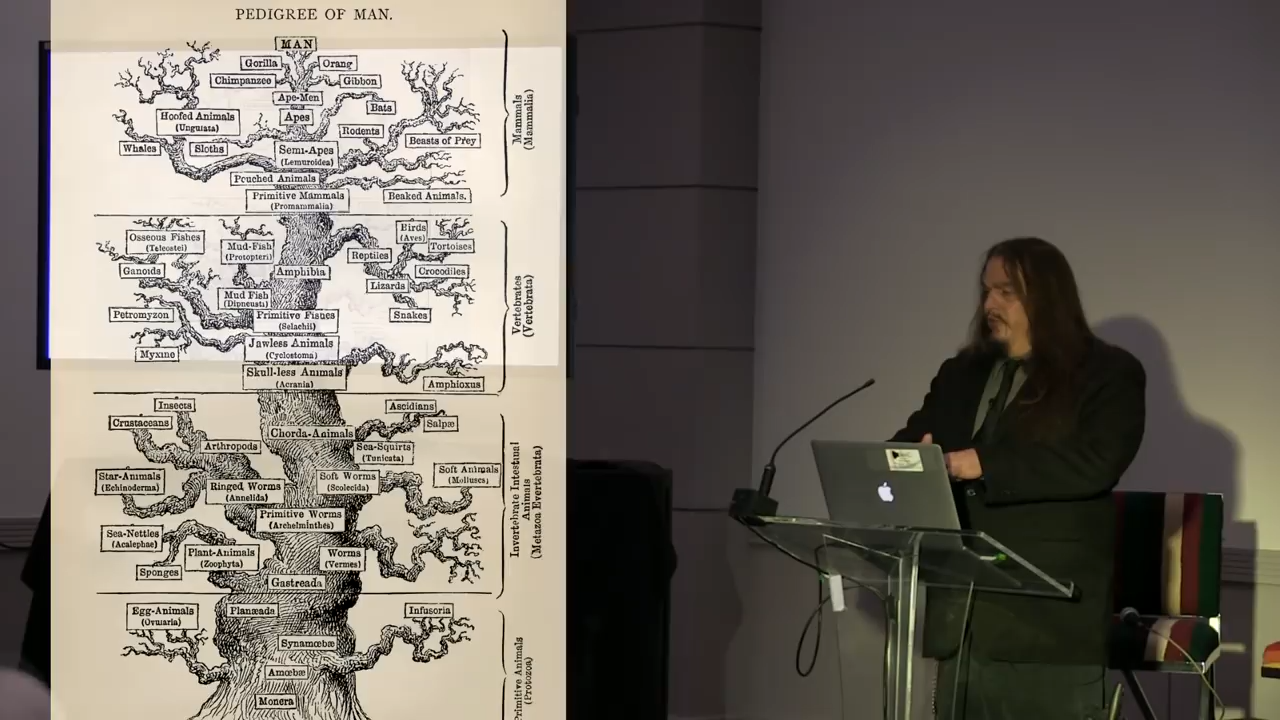 PEDIGREE OF MAN.
MAN
Gorilla
Orang
Chimpanzee
Gibbon
Ape-Men
Bats
Apes
Hoofed Animals
(Ungulata)
Rodents
Beasts of Prey
Whales
Sloths
Semi-Apes
(Lemuroidea)
Pouched Animals
Primitive Mammals
(Promammalia)
Beaked Animals.
Mammals
(Mammalia)
Osseous Fishes
(Teleostei)
Mud-Fish
(Protopteri)
Birds
(Aves)
Tortoises
Reptiles
Ganoids
Amphibia
Crocodiles
Lizards
Mud Fish
(Dipneusti)
Petromyzon
Primitive Fishes
(Selachii)
Snakes
Jawless Animals
(Cyclostoma)
Myxine
Skull-less Animals
(Acrania)
Amphioxus
Vertebrates
(Vertebrata)
Insects
Ascidians
Crustaceans
Salpæ
Chorda-Animals
Arthropods
Sea-Squirts
(Tunicata)
Star-Animals
(Echinoderma)
Ringed Worms
(Annelida)
Soft Worms
(Scolecida)
Soft Animals
(Molluscs)
Primitive Worms
(Archelminthes)
Sea-Nettles
(Acalephae)
Plant-Animals
(Zoophyta)
Worms
(Vermes)
Sponges
Gastreada
Invertebrate Intestinal
Animals
(Metazoa Evertebrata)
Egg-Animals
(Ovularia)
Planæada
Infusoria
Synamœbæ
Amœbæ
Monera
Primitive Animals
(Protozoa)